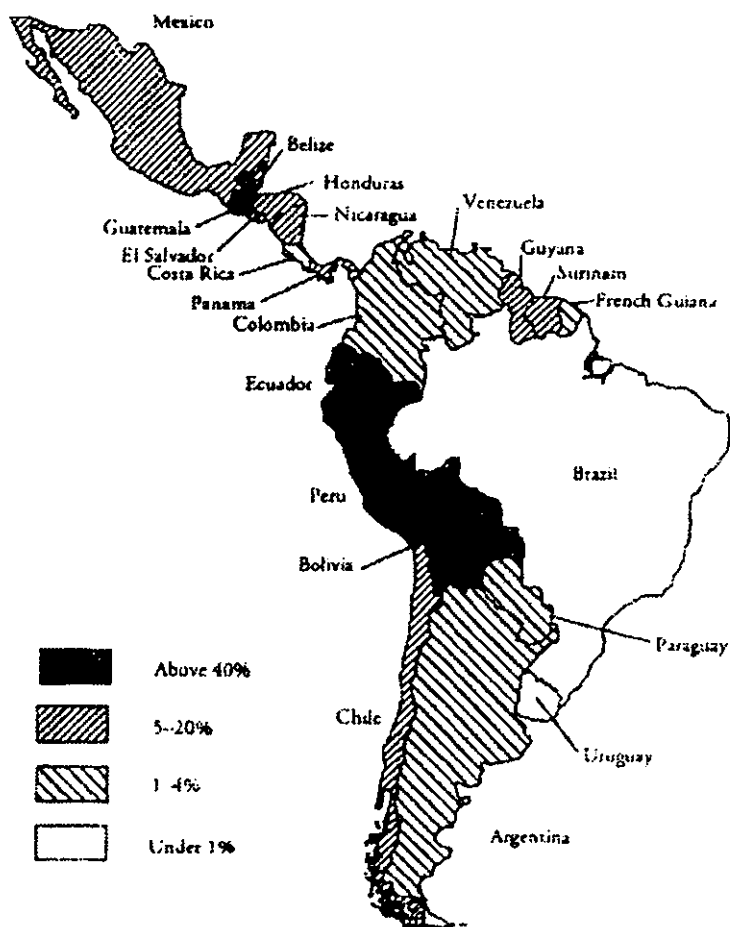 Mexico
Belize
Honduras
Guatemala
Nicaragua
Venezuela
El Salvador
Guyana
Costa Rica
Surinam
Panama
French Guiana
Colombia
Ecuador
Brazil
Peru
Bolivia
Paraguay
Above 40%
5-20%
Chile
Uruguay
1-4%
Argentina
Under 1%